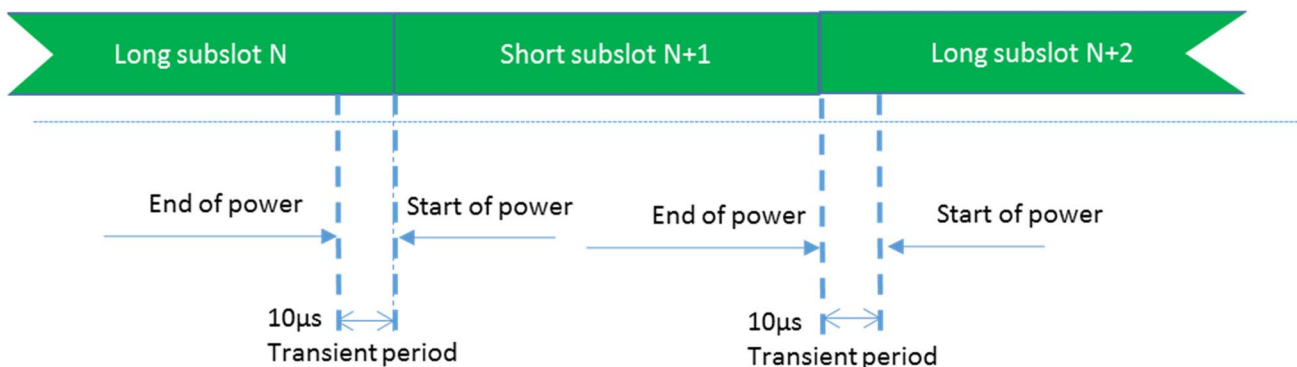 Long subslot N
Short subslot N+1
Long subslot N+2
End of power
Start of power
End of power
Start of power
10µs
Transient period
10µs
Transient period